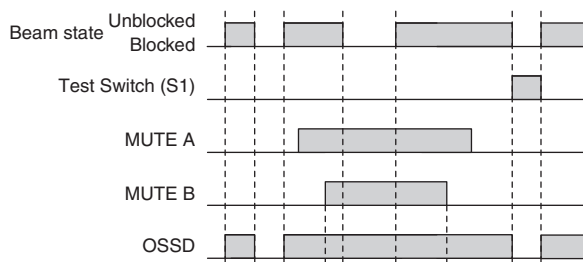 Beam state Unblocked
Blocked
Test Switch (S1)
MUTE A
MUTE B
OSSD